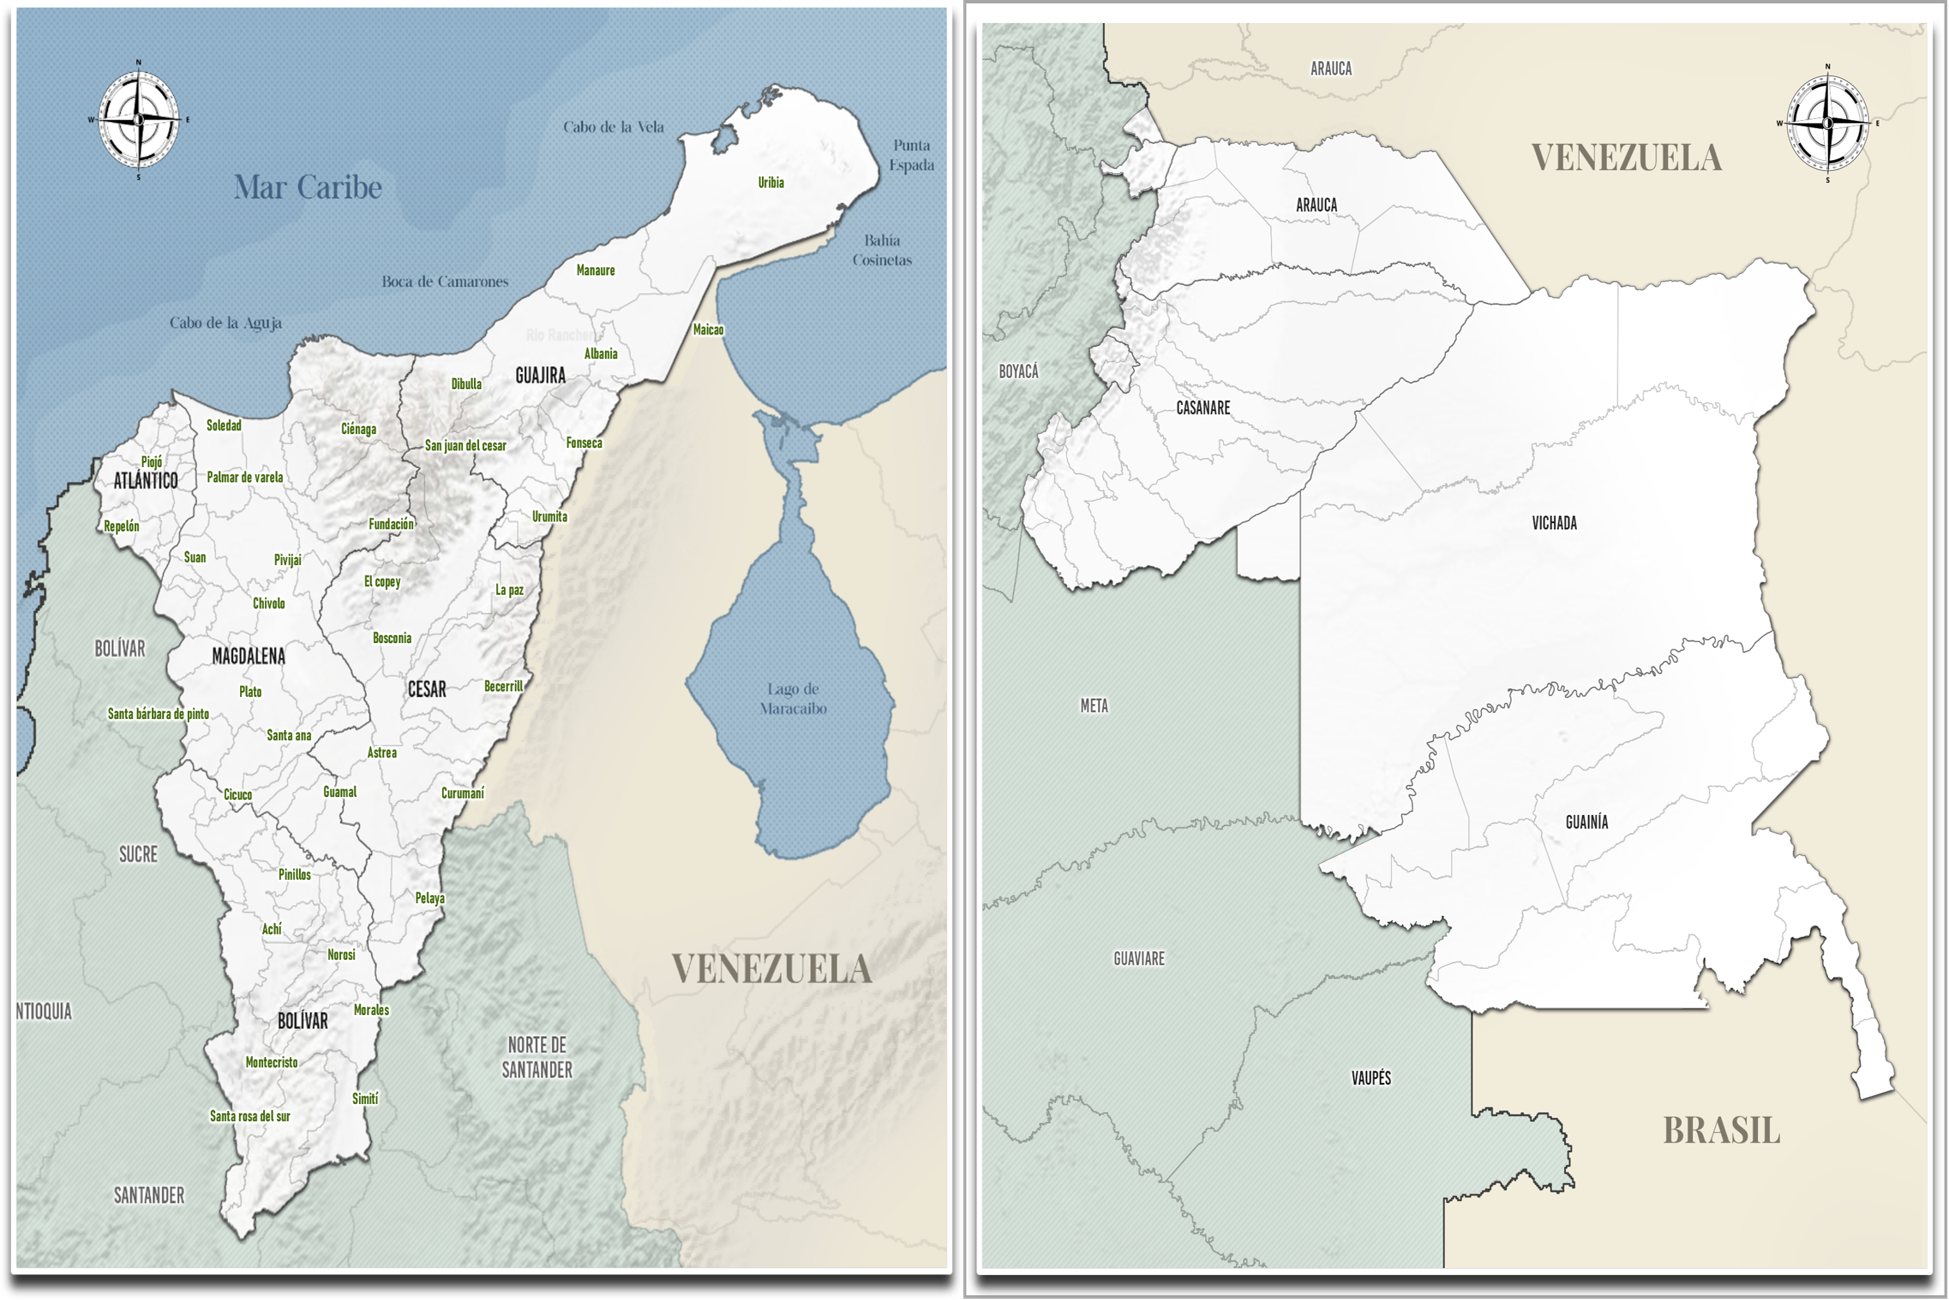 N
W
E
S
Mar Caribe
Cabo de la Vela
Punta
Espada
Uribia
Bahía
Cosinetas
Manaure
Boca de Camarones
Cabo de la Aguja
Río Ranchería
Maicao
Albania
GUAJIRA
Dibulla
Soledad
Ciénaga
San juan del cesar
Fonseca
Piojó
ATLÁNTICO
Palmar de varela
Repelón
Fundación
Urumita
Suan
Pivijai
El copey
La paz
Chivolo
Bosconia
BOLÍVAR
MAGDALENA
Plato
CESAR
Becerrill
Lago de
Maracaibo
Santa bárbara de pinto
Santa ana
Astrea
Cicuco
Guamal
Curumaní
SUCRE
Pinillos
Pelaya
Achí
Norosi
VENEZUELA
NTIOQUIA
Morales
BOLÍVAR
Montecristo
NORTE DE
SANTANDER
Simití
Santa rosa del sur
SANTANDER
ARAUCA
N
W
E
S
VENEZUELA
ARAUCA
BOYACÁ
CASANARE
VICHADA
META
GUAINÍA
GUAVIARE
VAUPÉS
BRASIL